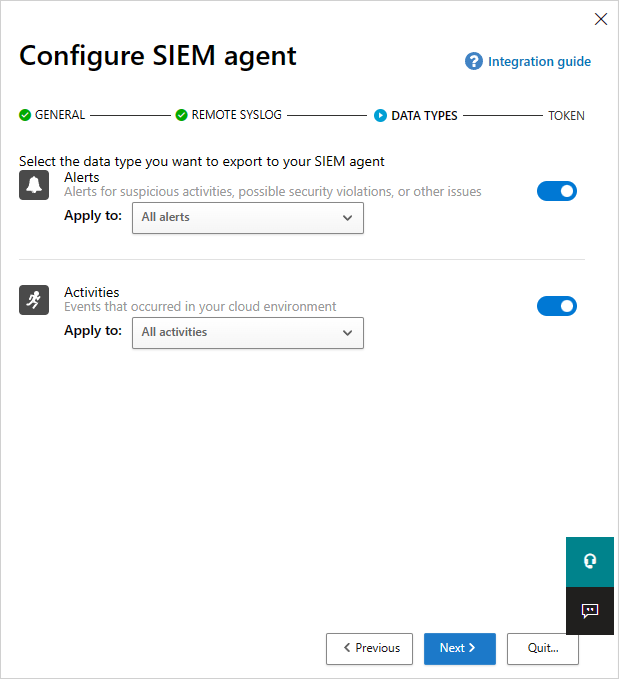 Configure SIEM agent
Integration guide
GENERAL REMOTE SYSLOG DATA TYPES TOKEN
Select the data type you want to export to your SIEM agent
Alerts
Alerts for suspicious activities, possible security violations, or other issues
Apply to: All alerts
Activities
Events that occurred in your cloud environment
Apply to: All activities
Previous Next Quit...